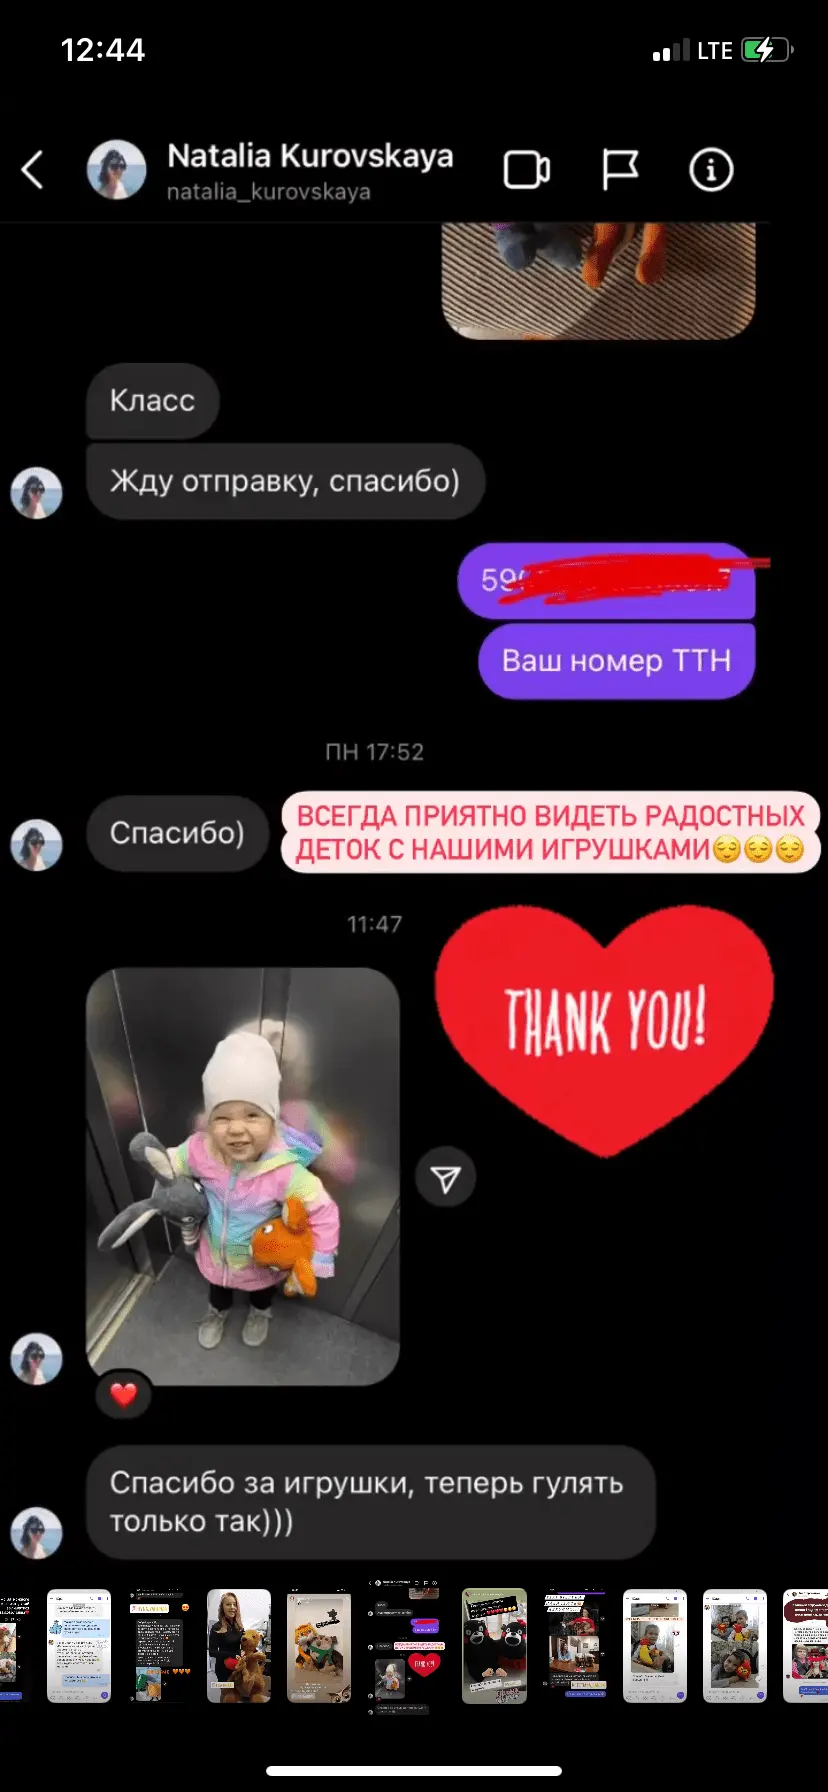 12:44
LTE
Natalia Kurovskaya
natalia_kurovskaya
Класс
Жду отправку, спасибо)
59
Ваш номер ТТН
ПН 17:52
Спасибо)
ВСЕГДА ПРИЯТНО ВИДЕТЬ РАДОСТНЫХ
ДЕТОК С НАШИМИ ИГРУШКАМИ😌😌😌
11:47
THANK YOU!
Спасибо за игрушки, теперь гулять
только так)))